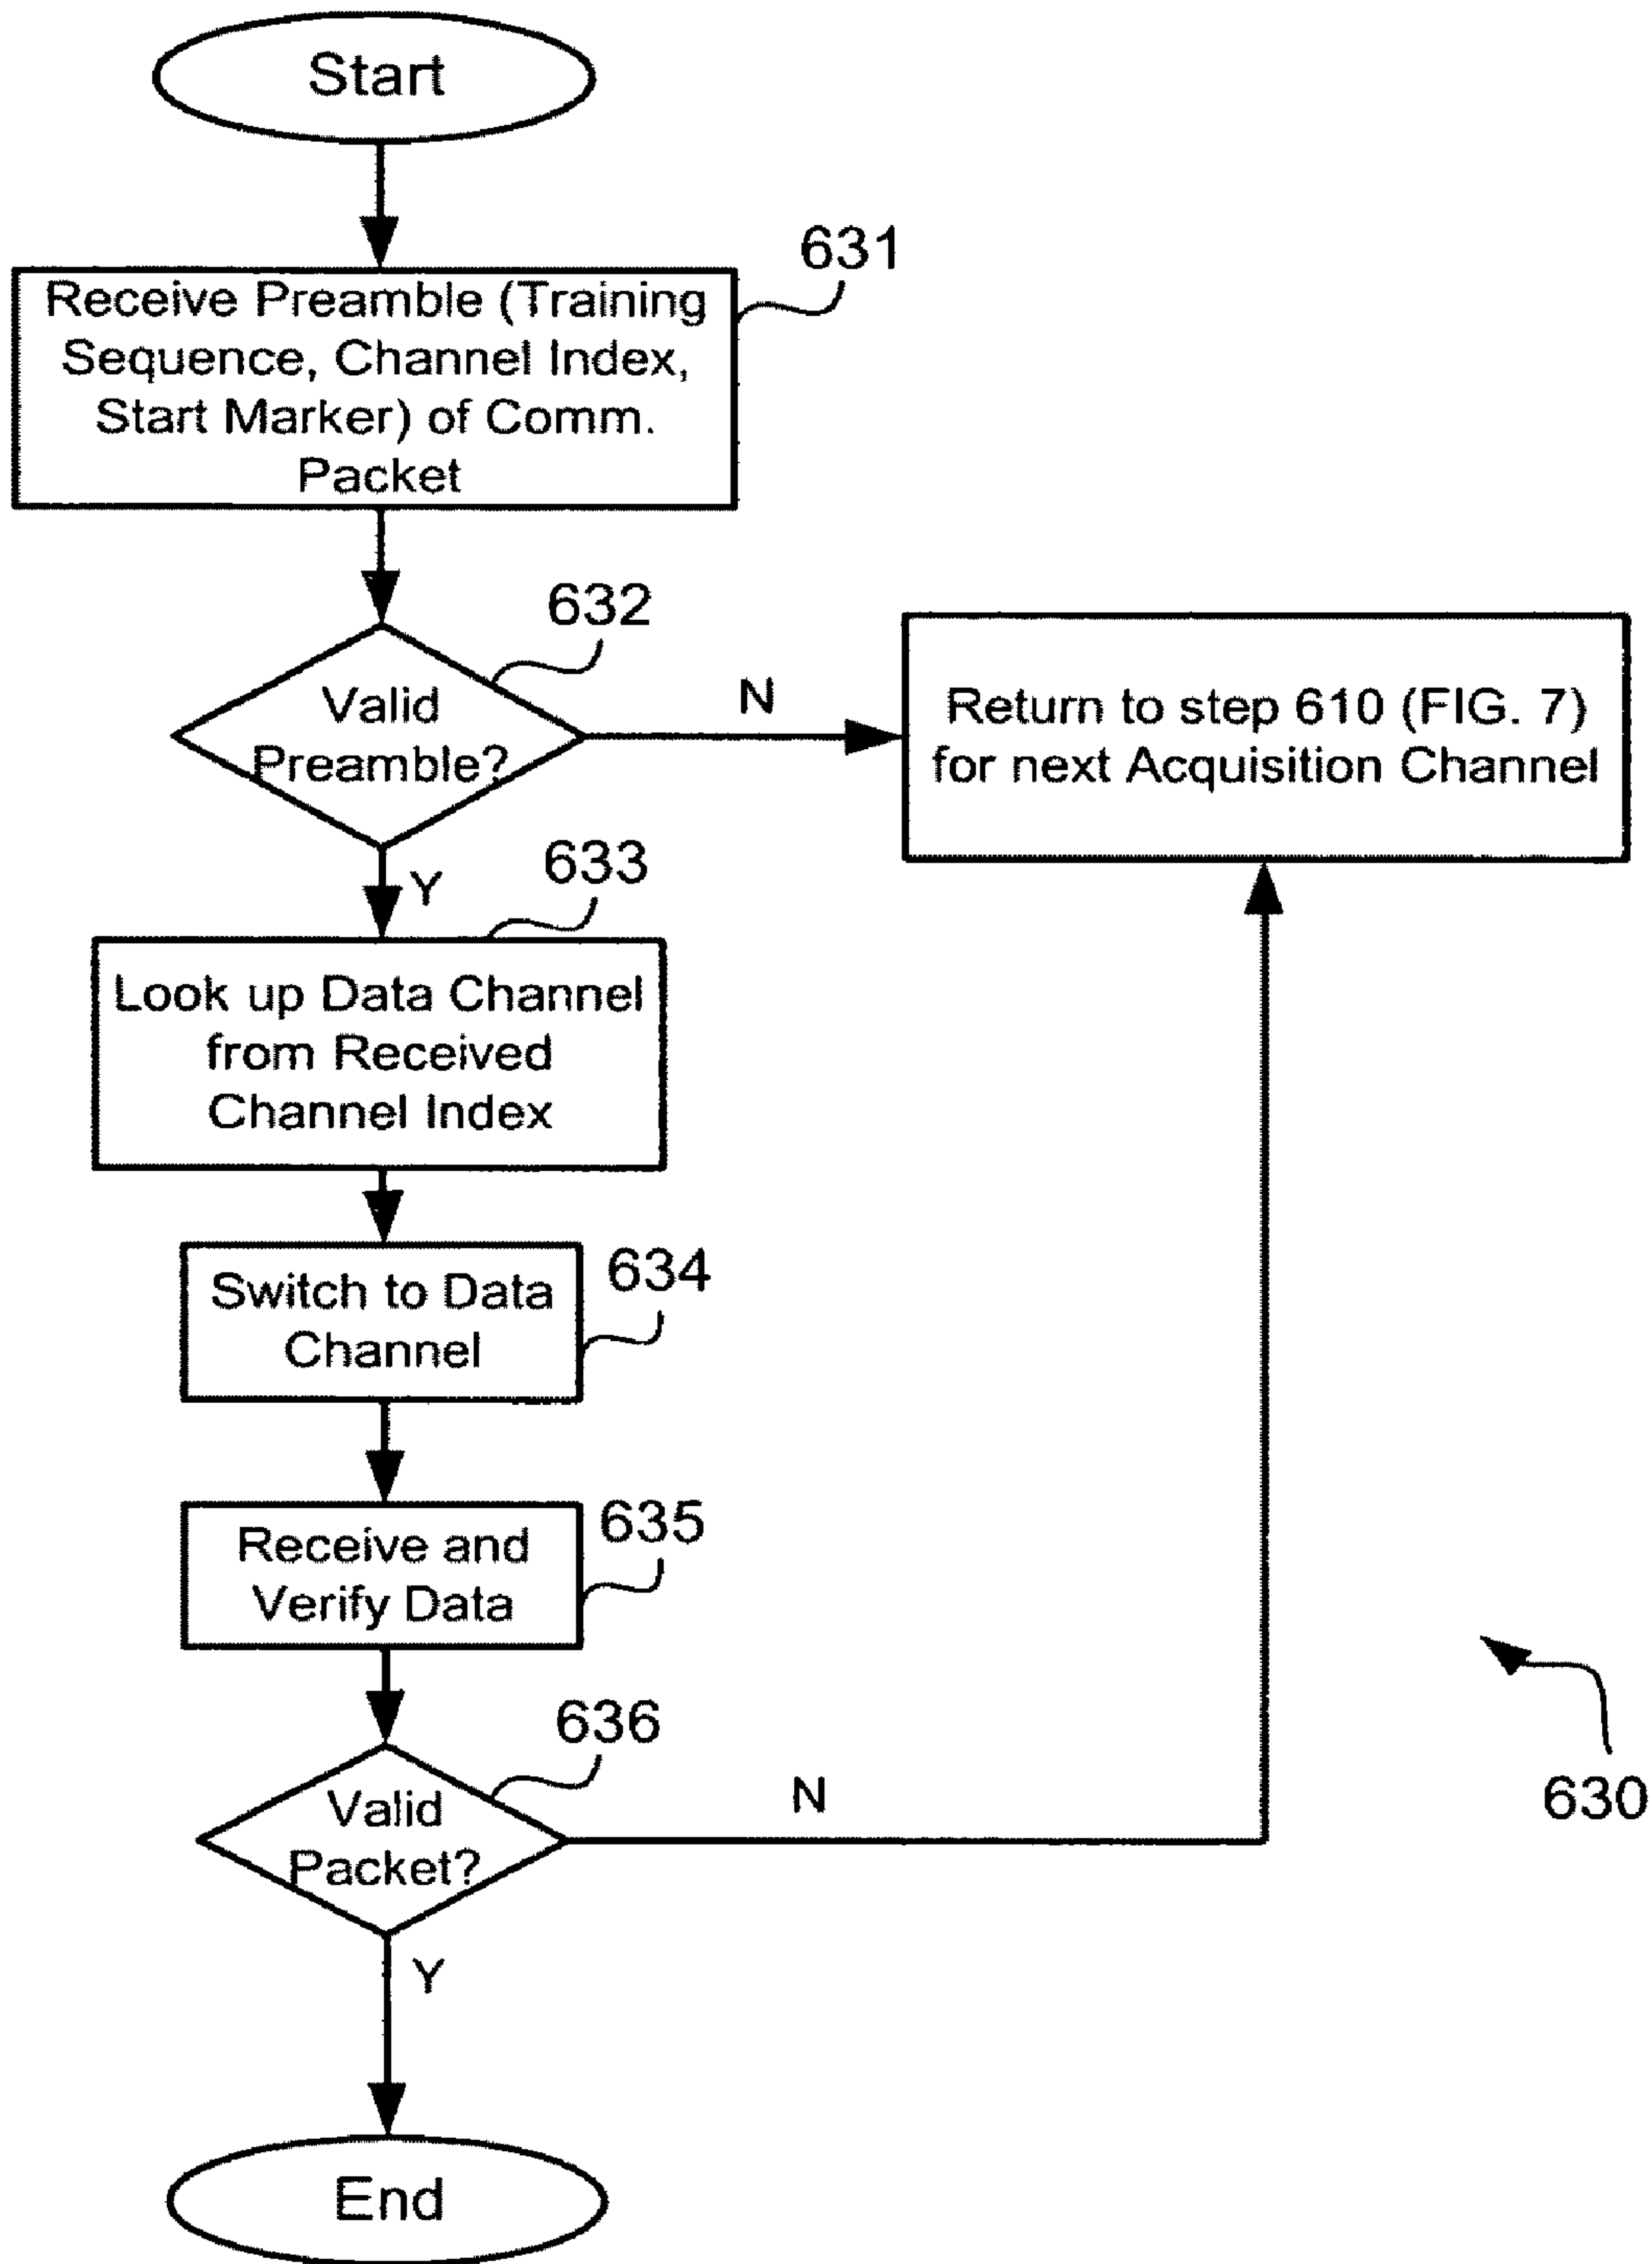 Start
631
Receive Preamble (Training
Sequence, Channel Index,
Start Marker) of Comm.
Packet
632
Valid
Preamble?
N
Return to step 610 (FIG. 7)
for next Acquisition Channel
Y
633
Look up Data Channel
from Received
Channel Index
634
Switch to Data
Channel
635
Receive and
Verify Data
636
Valid
Packet?
N
630
Y
End